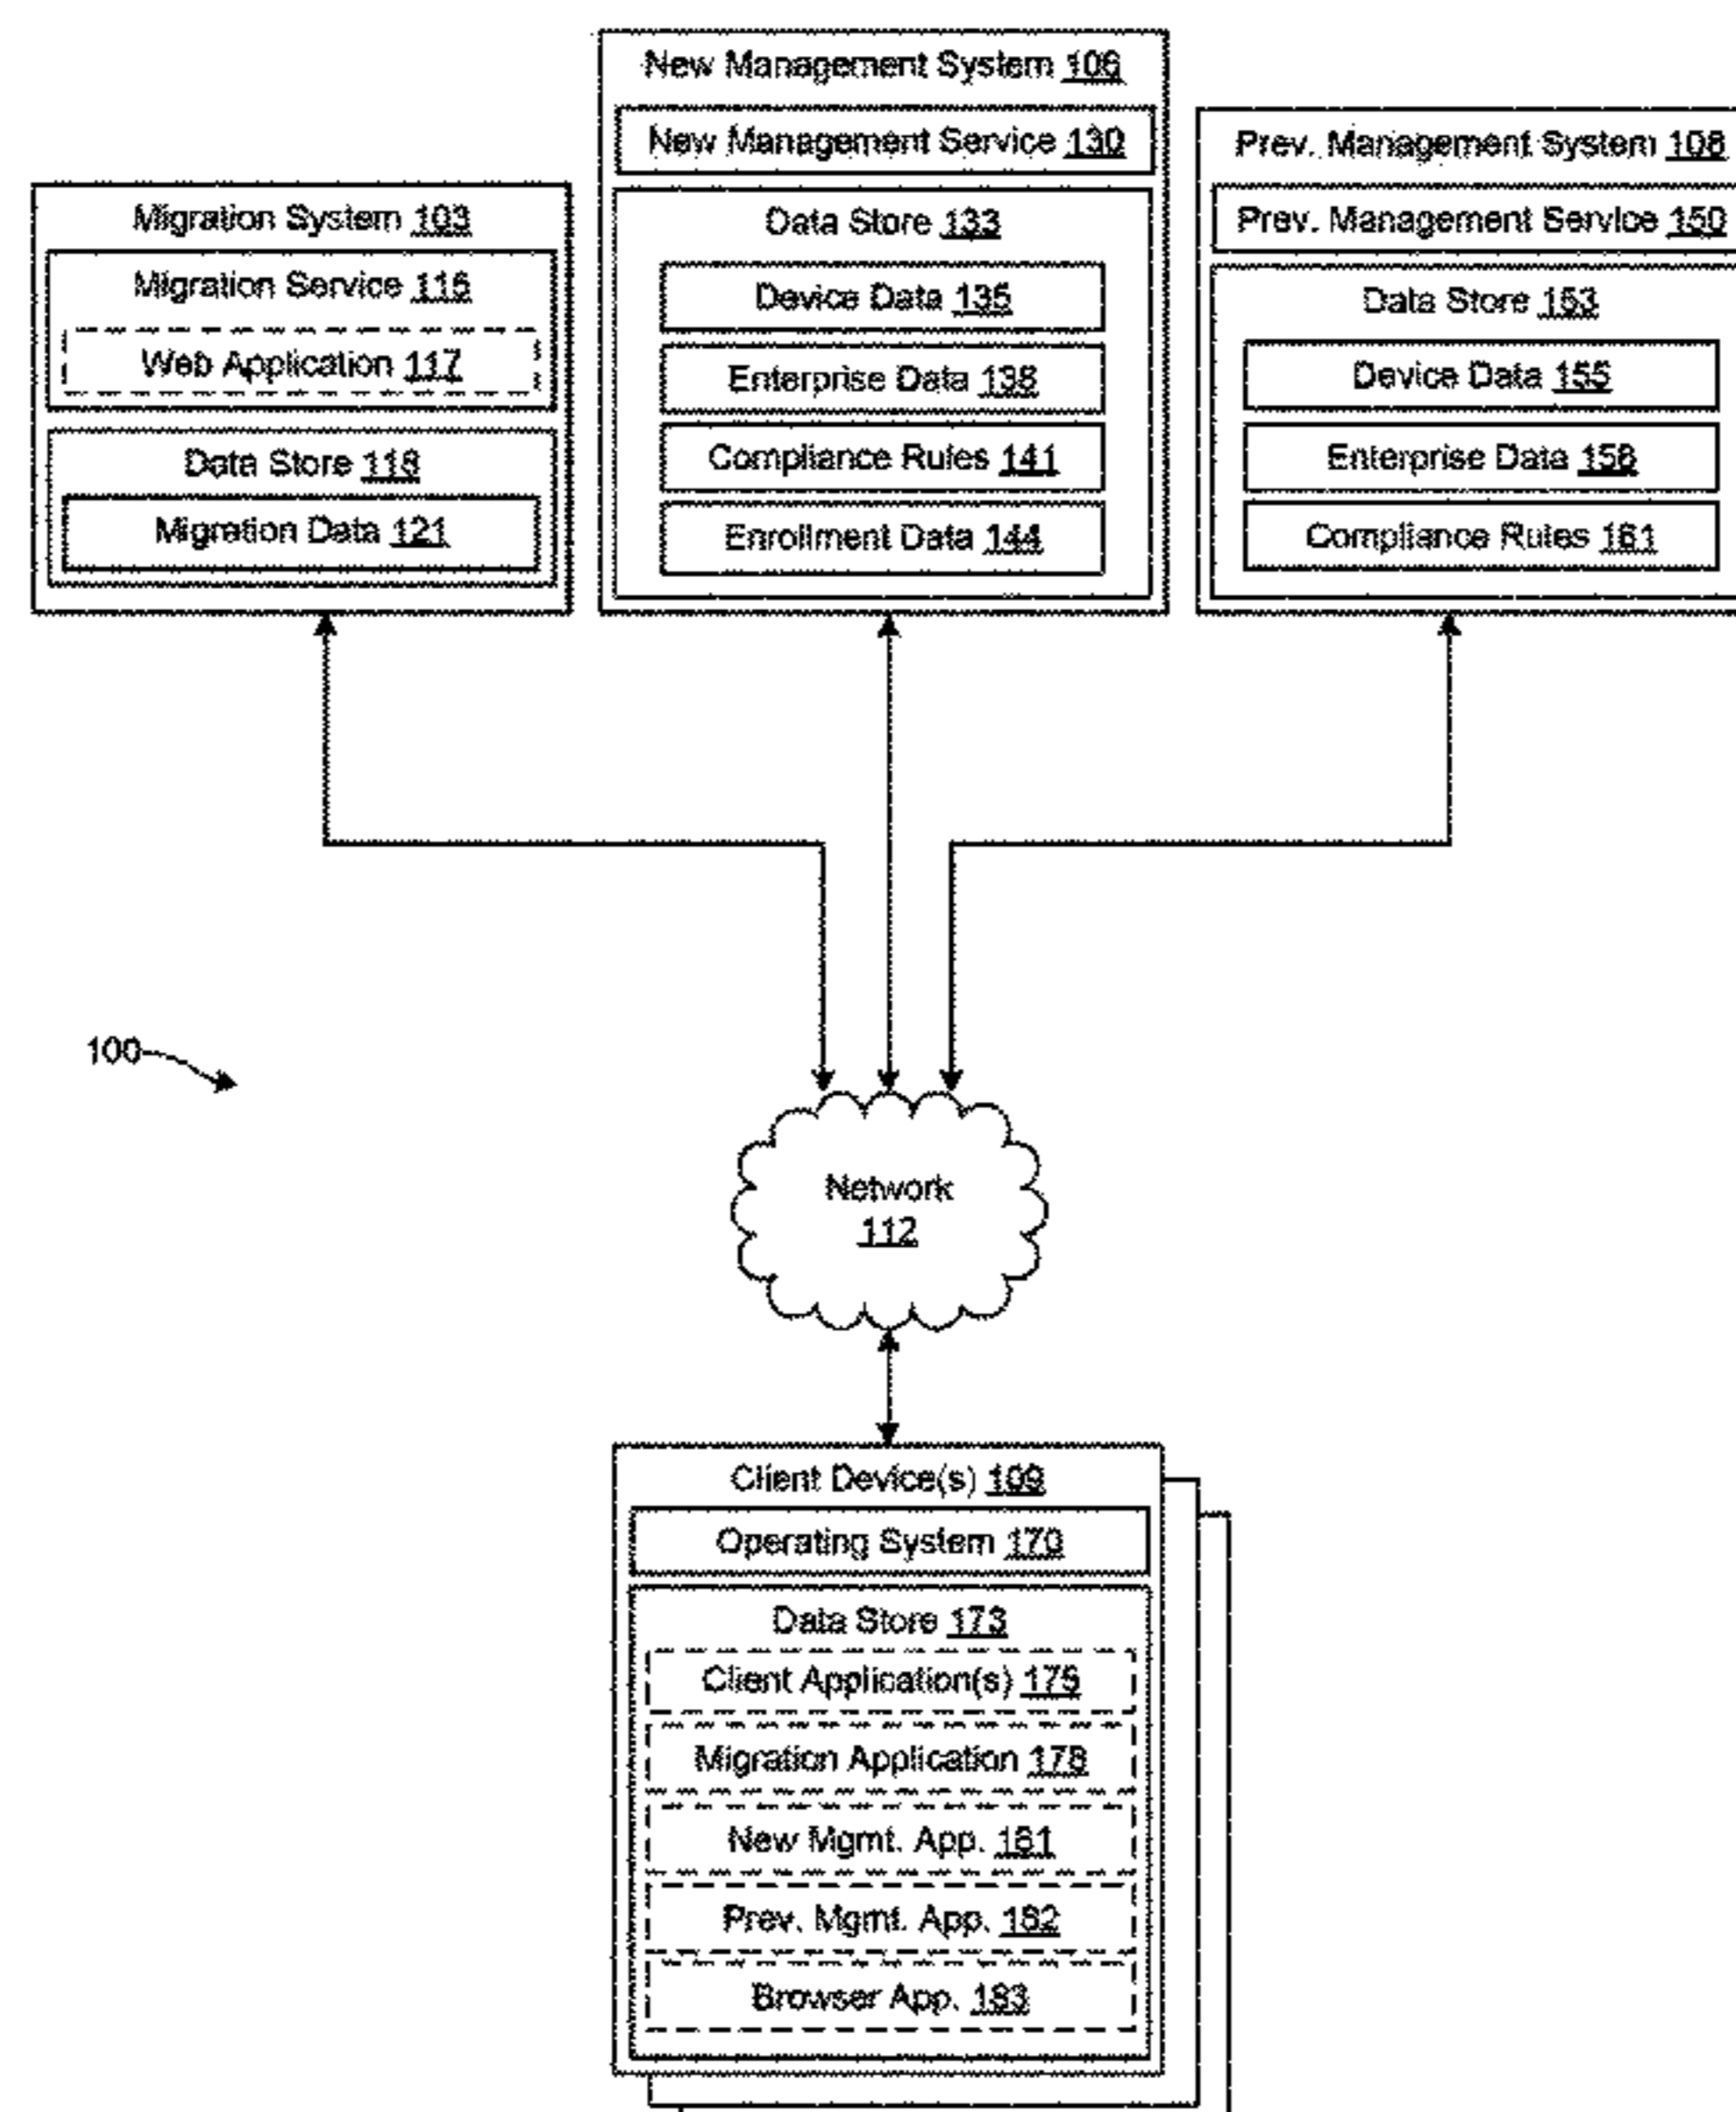 New Management System 106
New Management Service 130
Data Store 133
Device Data 135
Enterprise Data 138
Compliance Rules 141
Enrollment Data 144
Prev. Management System 108
Prev. Management Service 150
Data Store 153
Device Data 155
Enterprise Data 158
Compliance Rules 161
Migration System 103
Migration Service 115
Web Application 117
Data Store 118
Migration Data 121
100
Network
112
Client Device(s) 109
Operating System 170
Data Store 173
Client Application(s) 175
Migration Application 178
New Mgmt. App. 181
Prev. Mgmt. App. 182
Browser App. 183